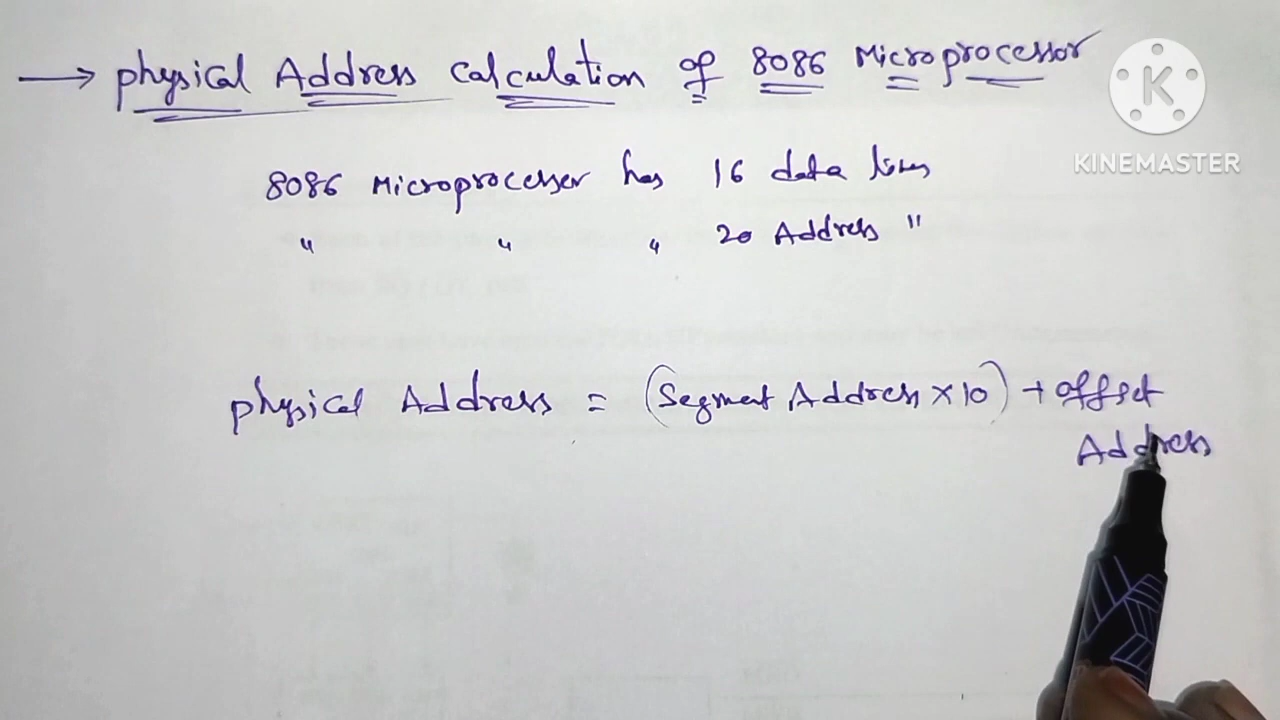 → physical Address calculation of 8086 Microprocessor
K
KINEMASTER
8086 Microprocesser has 16 data lines
" " " 20 Address "
physical Address = (Segment Address × 10) + offset
Address